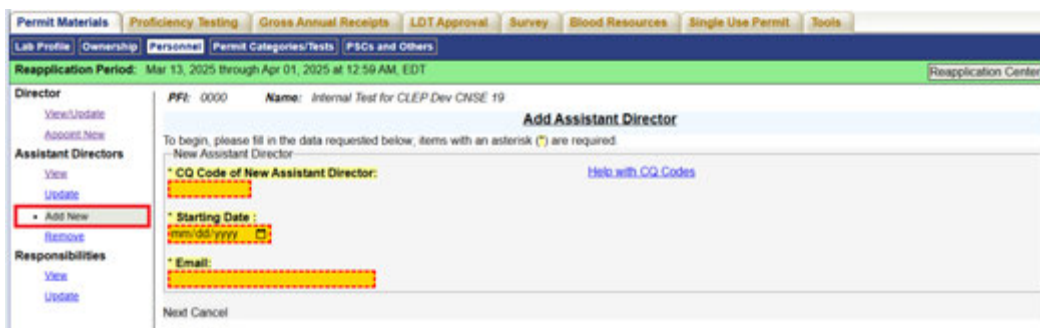 Permit Materials Proficiency Testing Gross Annual Receipts LDT Approval Survey Blood Resources Single Use Permit Tools
Lab Profile Ownership Personnel Permit Categories/Tests PSCs and Others
Reapplication Period: Mar 13, 2025 through Apr 01, 2025 at 12:59 AM, EDT Reapplication Center
Director
View/Update
Appoint New
Assistant Directors
View
Update
• Add New
Remove
Responsibilities
View
Update
PFI: 0000 Name: Internal Test for CLEP Dev CNSE 19
Add Assistant Director
To begin, please fill in the data requested below; items with an asterisk (*) are required.
New Assistant Director
* CQ Code of New Assistant Director: Help with CQ Codes
* Starting Date :
mm/dd/yyyy
* Email:
Next Cancel